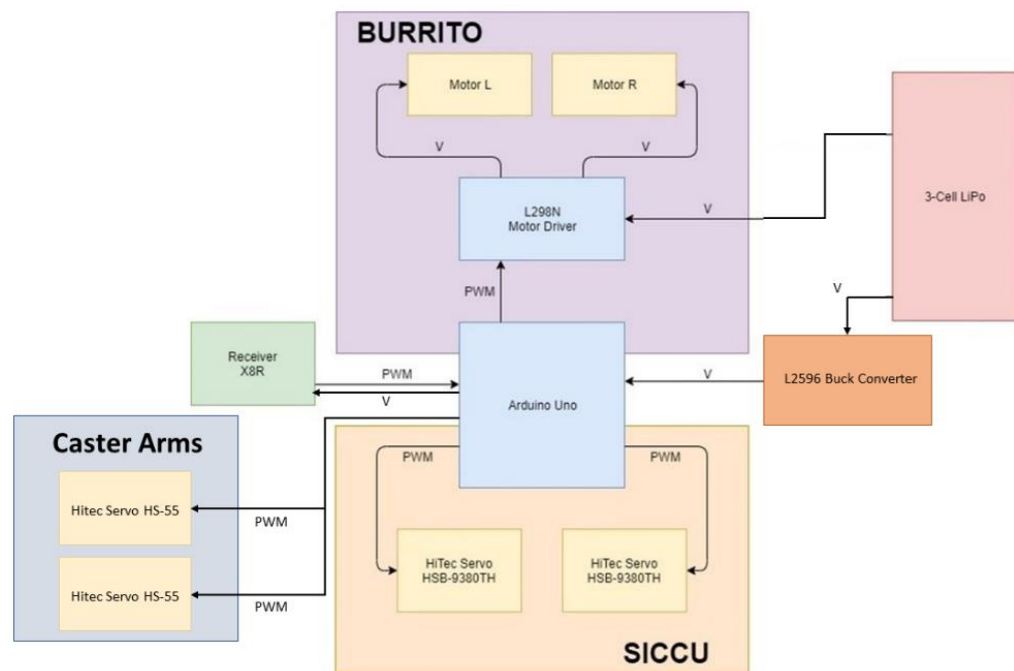 BURRITO
Motor L
Motor R
V
V
L298N
Motor Driver
V
3-Cell LiPo
PWM
V
Receiver
X8R
PWM
V
Arduino Uno
V
L2596 Buck Converter
Caster Arms
Hitec Servo HS-55
PWM
Hitec Servo HS-55
PWM
PWM
PWM
HiTec Servo
HSB-9380TH
HiTec Servo
HSB-9380TH
SICCU